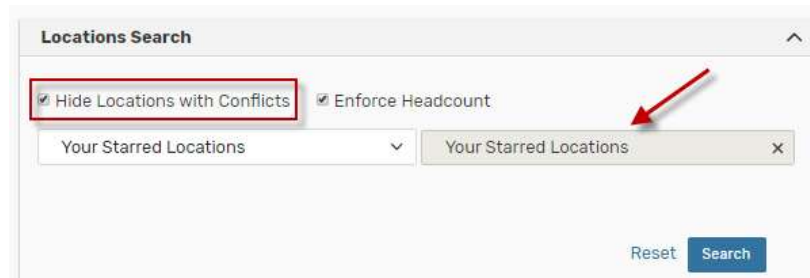 Locations Search
Hide Locations with Conflicts Enforce Headcount
Your Starred Locations Your Starred Locations
Reset Search